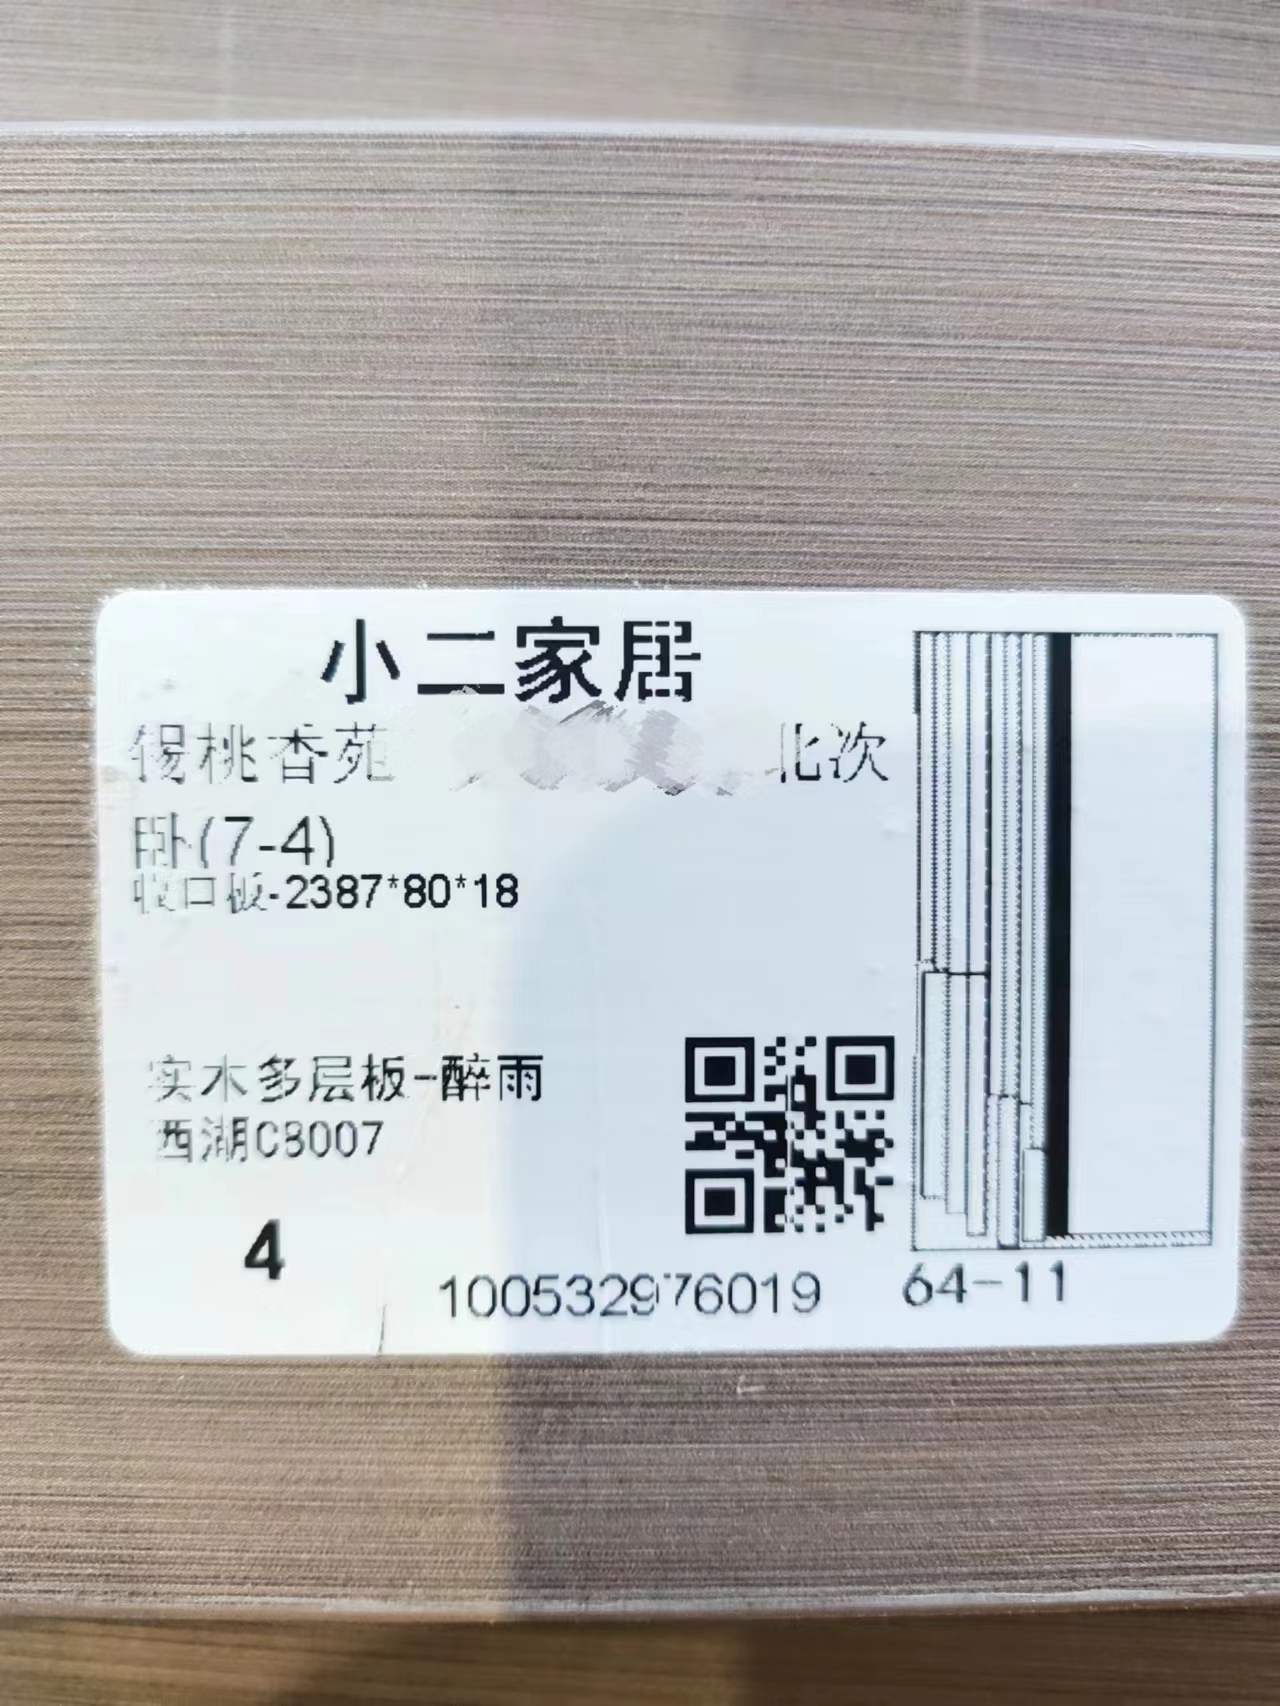 小二家居
锡桃杏苑 北次
卧(7-4)
收口板-2387*80*18
实木多层板-醉雨
西湖C8007
4
100532976019
64-11